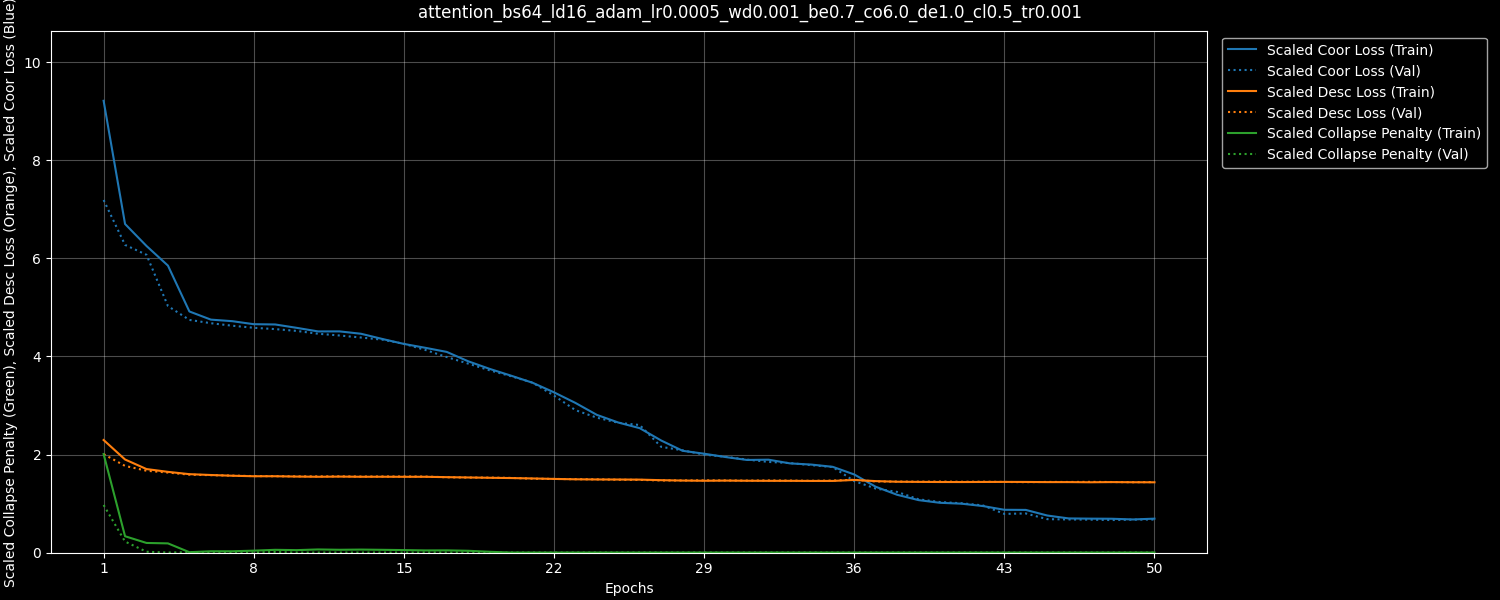 attention_bs64_ld16_adam_lr0.0005_wd0.001_be0.7_co6.0_de1.0_cl0.5_tr0.001
Scaled Collapse Penalty (Green), Scaled Desc Loss (Orange), Scaled Coor Loss (Blue)
10
8
6
4
2
0
1 8 15 22 29 36 43 50
Epochs
Scaled Coor Loss (Train)
Scaled Coor Loss (Val)
Scaled Desc Loss (Train)
Scaled Desc Loss (Val)
Scaled Collapse Penalty (Train)
Scaled Collapse Penalty (Val)